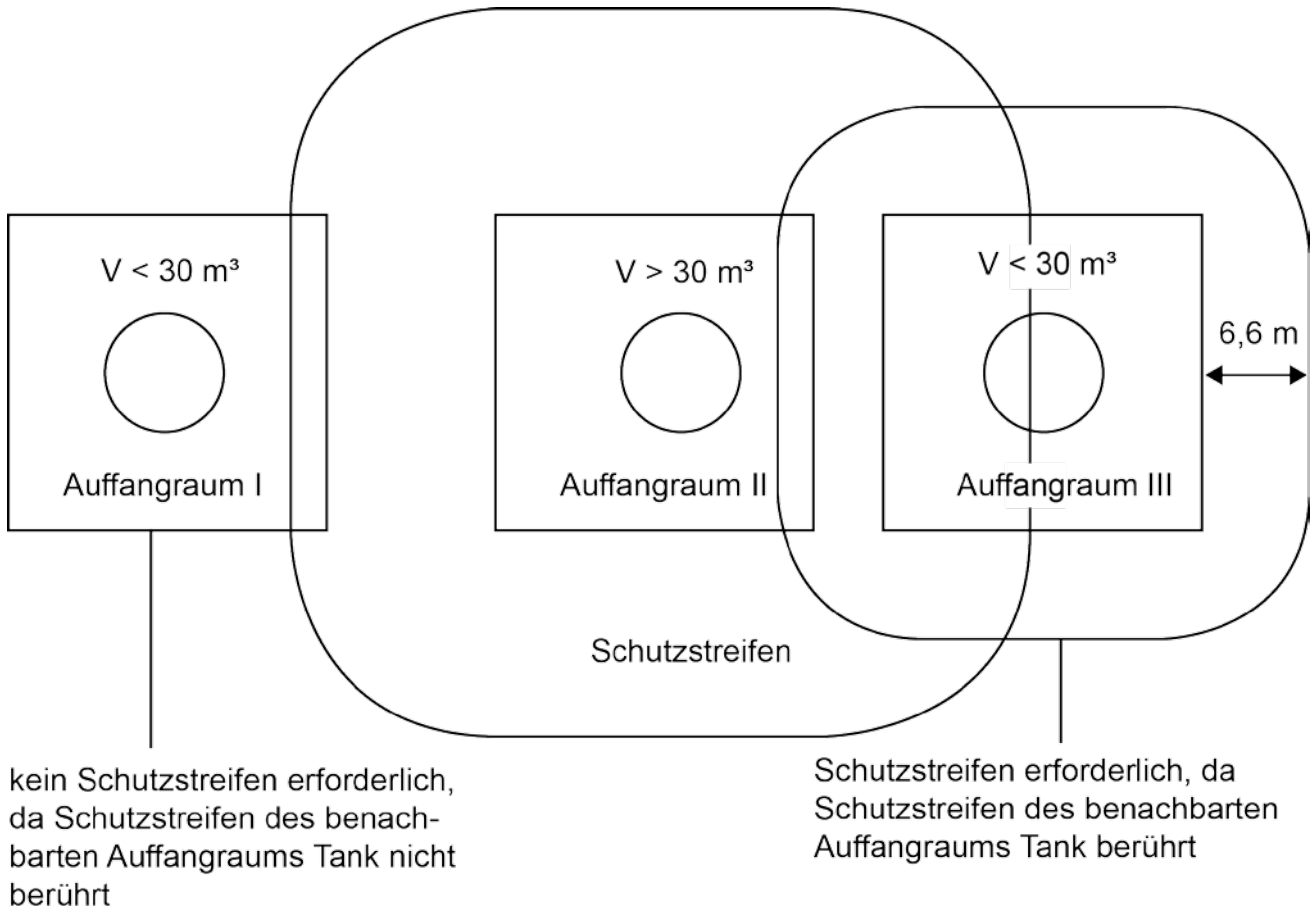 V < 30 m³
V > 30 m³
V < 30 m³
6,6 m
Auffangraum I
Auffangraum II
Auffangraum III
Schutzstreifen
kein Schutzstreifen erforderlich,
da Schutzstreifen des benach-
barten Auffangraums Tank nicht
berührt
Schutzstreifen erforderlich, da
Schutzstreifen des benachbarten
Auffangraums Tank berührt